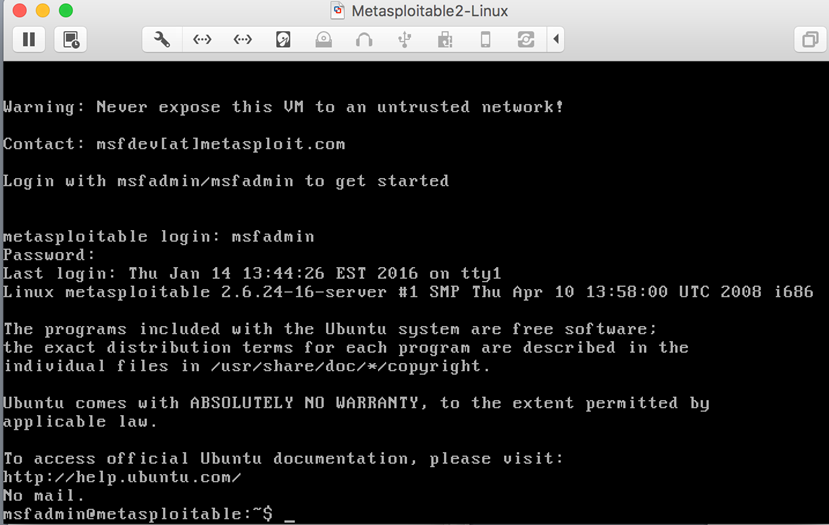 Metasploitable2-Linux
Warning: Never expose this VM to an untrusted network!
Contact: msfdev[at]metasploit.com
Login with msfadmin/msfadmin to get started
metasploitable login: msfadmin
Password:
Last login: Thu Jan 14 13:44:26 EST 2016 on tty1
Linux metasploitable 2.6.24-16-server #1 SMP Thu Apr 10 13:58:00 UTC 2008 i686
The programs included with the Ubuntu system are free software;
the exact distribution terms for each program are described in the
individual files in /usr/share/doc/*/copyright.
Ubuntu comes with ABSOLUTELY NO WARRANTY, to the extent permitted by
applicable law.
To access official Ubuntu documentation, please visit:
http://help.ubuntu.com/
No mail.
msfadmin@metasploitable:~$ _